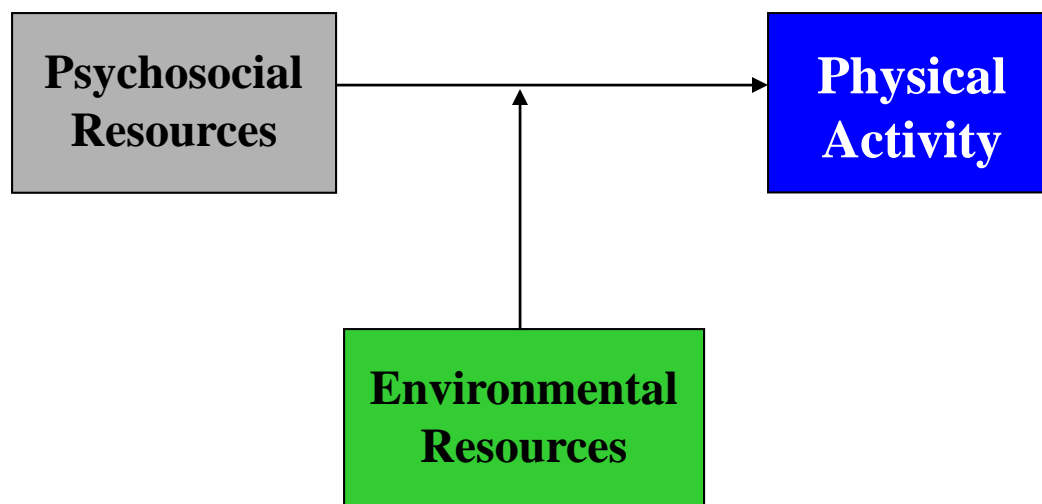 Psychosocial
Resources
Physical
Activity
Environmental
Resources